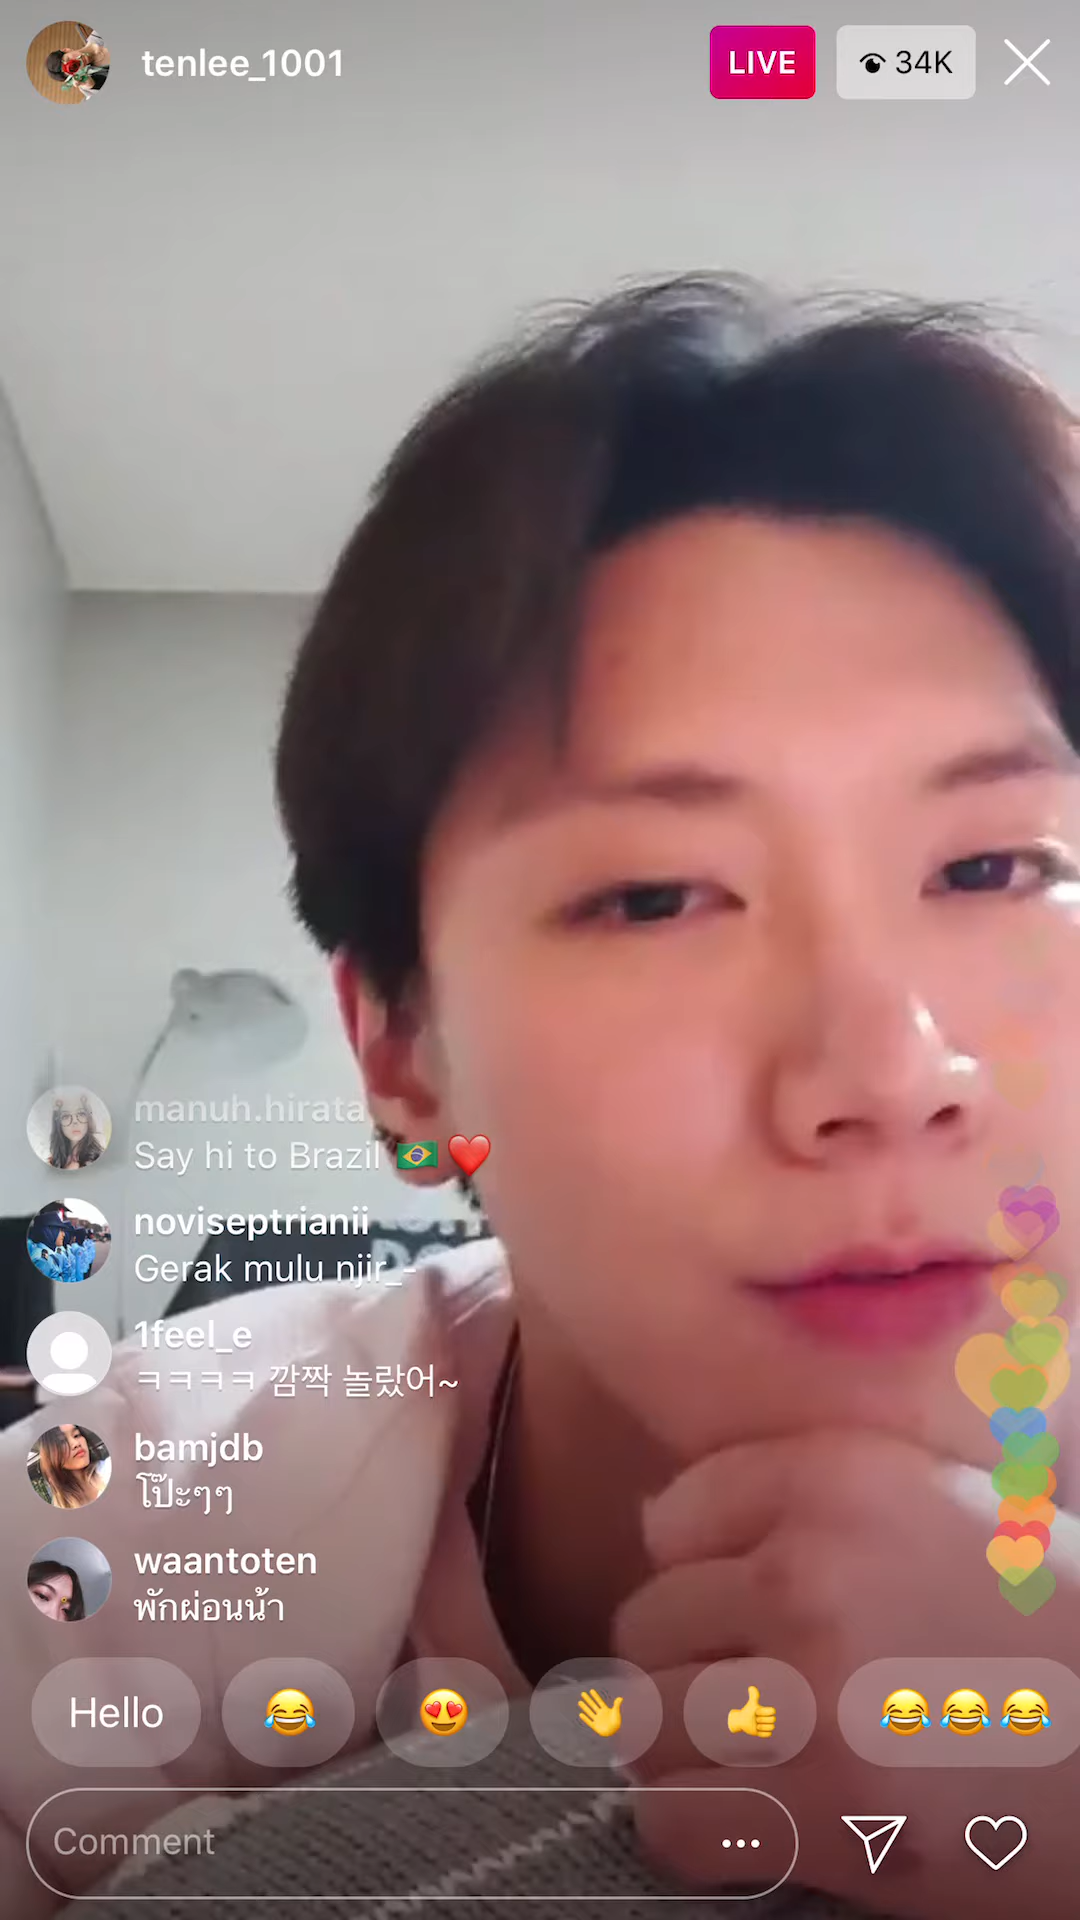 tenlee_1001
LIVE
34K
manuh.hirata
Say hi to Brazil 🇧🇷 ❤️
noviseptrianii
Gerak mulu njir_-
1feel_e
ㅋㅋㅋㅋ 깜짝 놀랐어~
bamjdb
โป๊ะๆๆ
waantoten
พักผ่อนน้า
Hello 😂 😍 👋 👍 😂😂😂
Comment